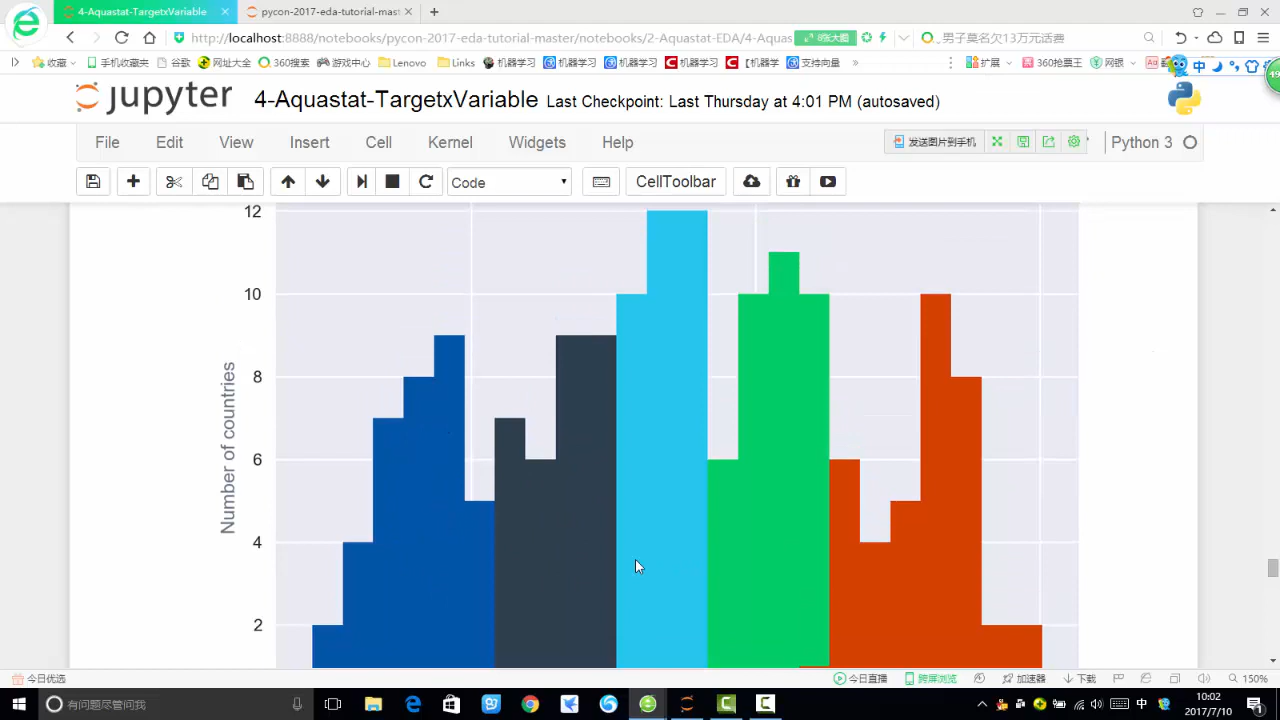 4-Aquastat-TargetxVariable
pycon-2017-eda-tutorial-mast
http://localhost:8888/notebooks/pycon-2017-eda-tutorial-master/notebooks/2-Aquastat-EDA/4-Aquas
8张大图
男子莫名欠13万元话费
收藏
手机收藏夹
谷歌
网址大全
360搜索
游戏中心
Lenovo
Links
机器学习
机器学习
机器学习
机器学习
【机器学
支持向量
»
扩展
360抢票王
网银
Ad
中
49
jupyter
4-Aquastat-TargetxVariable
Last Checkpoint: Last Thursday at 4:01 PM (autosaved)
File
Edit
View
Insert
Cell
Kernel
Widgets
Help
发送图片到手机
Python 3
Code
CellToolbar
12
10
8
6
4
2
Number of countries
今日优选
今日直播
跨屏浏览
加速器
下载
150%
有问题尽管问我
中
10:02
2017/7/10